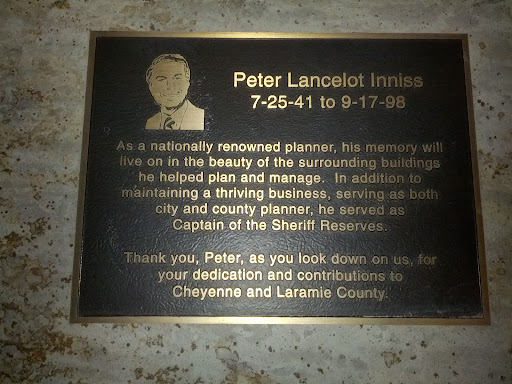 Peter Lancelot Inniss
7-25-41 to 9-17-98
As a nationally renowned planner, his memory will
live on in the beauty of the surrounding buildings
he helped plan and manage. In addition to
maintaining a thriving business, serving as both
city and county planner, he served as
Captain of the Sheriff Reserves.
Thank you, Peter, as you look down on us, for
your dedication and contributions to
Cheyenne and Laramie County.